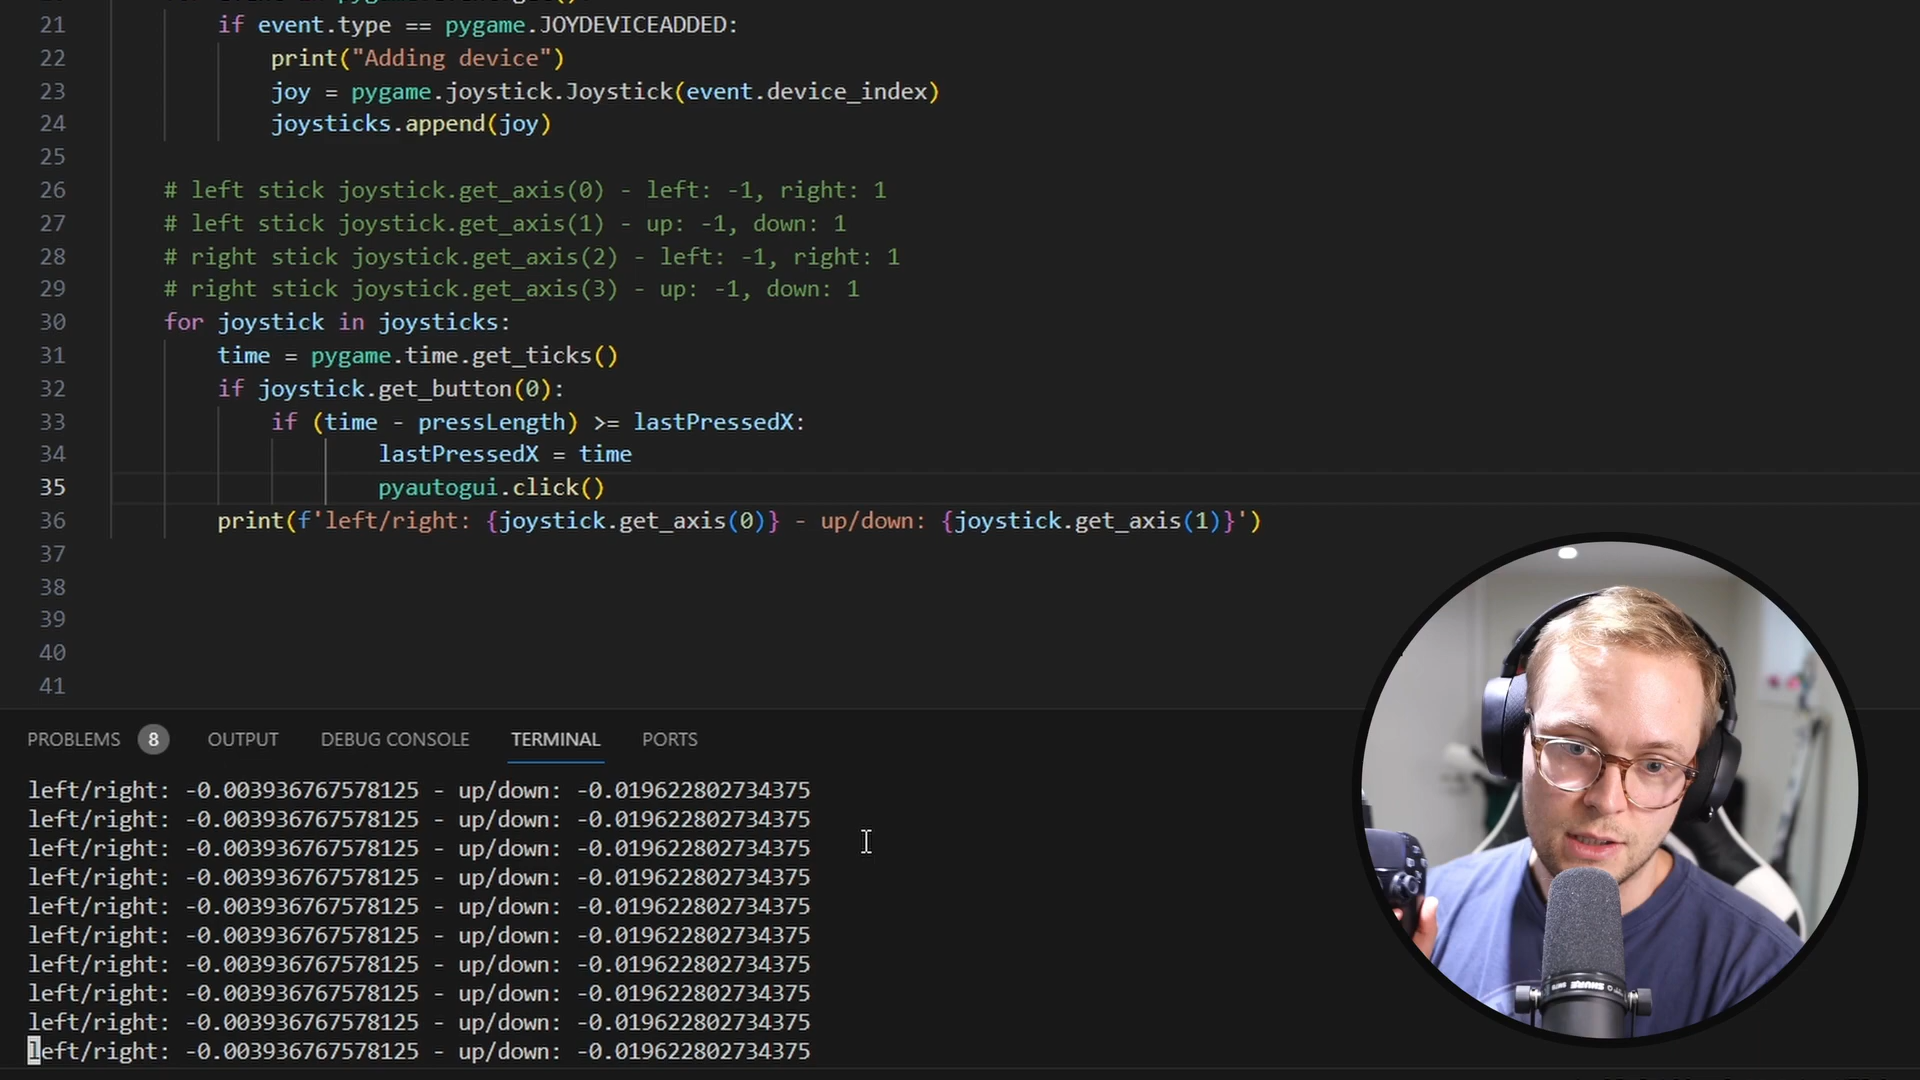 21 if event.type == pygame.JOYDEVICEADDED:
22 print("Adding device")
23 joy = pygame.joystick.Joystick(event.device_index)
24 joysticks.append(joy)
25
26 # left stick joystick.get_axis(0) - left: -1, right: 1
27 # left stick joystick.get_axis(1) - up: -1, down: 1
28 # right stick joystick.get_axis(2) - left: -1, right: 1
29 # right stick joystick.get_axis(3) - up: -1, down: 1
30 for joystick in joysticks:
31 time = pygame.time.get_ticks()
32 if joystick.get_button(0):
33 if (time - pressLength) >= lastPressedX:
34 lastPressedX = time
35 pyautogui.click()
36 print(f'left/right: {joystick.get_axis(0)} - up/down: {joystick.get_axis(1)}')
37
38
39
40
41
PROBLEMS 8 OUTPUT DEBUG CONSOLE TERMINAL PORTS
left/right: -0.003936767578125 - up/down: -0.019622802734375
left/right: -0.003936767578125 - up/down: -0.019622802734375
left/right: -0.003936767578125 - up/down: -0.019622802734375
left/right: -0.003936767578125 - up/down: -0.019622802734375
left/right: -0.003936767578125 - up/down: -0.019622802734375
left/right: -0.003936767578125 - up/down: -0.019622802734375
left/right: -0.003936767578125 - up/down: -0.019622802734375
left/right: -0.003936767578125 - up/down: -0.019622802734375
left/right: -0.003936767578125 - up/down: -0.019622802734375
left/right: -0.003936767578125 - up/down: -0.019622802734375